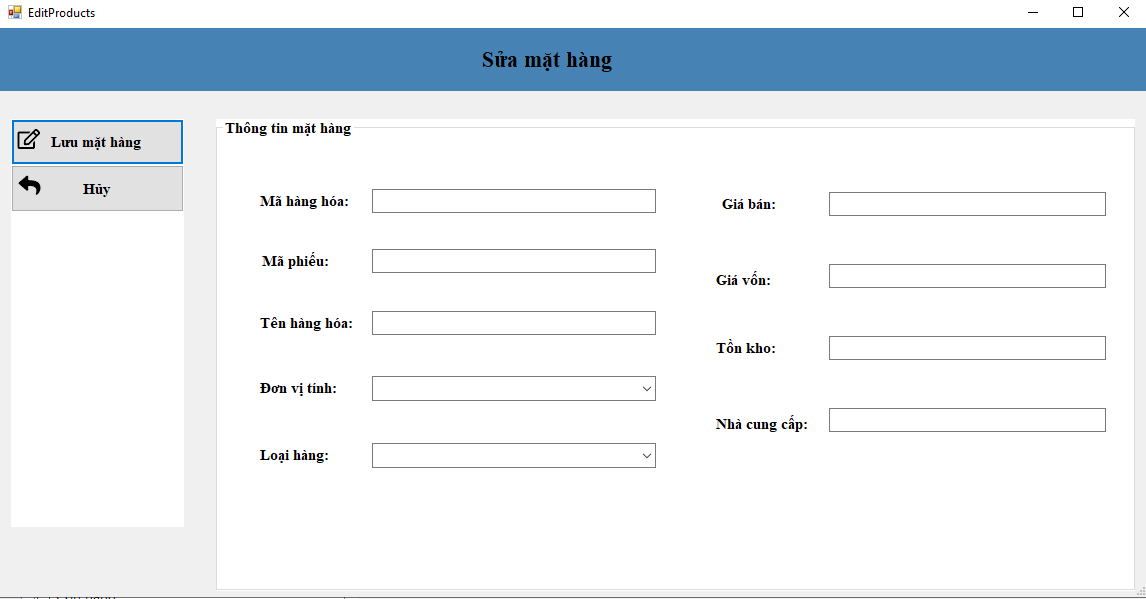 EditProducts
Sửa mặt hàng
Lưu mặt hàng
Hủy
Thông tin mặt hàng
Mã hàng hóa:
Mã phiếu:
Tên hàng hóa:
Đơn vị tính:
Loại hàng:
Giá bán:
Giá vốn:
Tồn kho:
Nhà cung cấp: